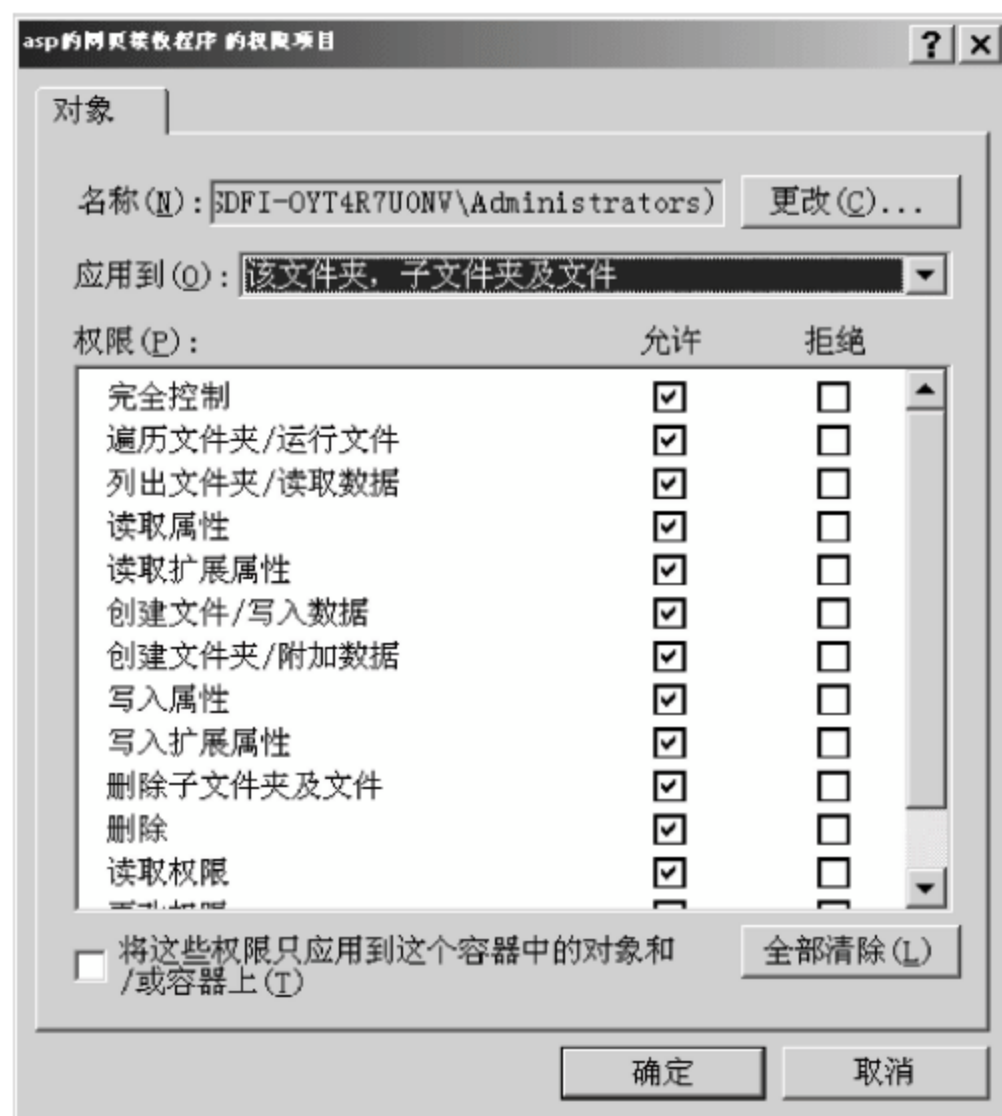 asp的网页接收程序 的权限项目
对象
名称(N): SDFI-OYT4R7U0NV\Administrators) 更改(C)...
应用到(O): 该文件夹，子文件夹及文件
权限(P): 允许 拒绝
完全控制
遍历文件夹/运行文件
列出文件夹/读取数据
读取属性
读取扩展属性
创建文件/写入数据
创建文件夹/附加数据
写入属性
写入扩展属性
删除子文件夹及文件
删除
读取权限
将这些权限只应用到这个容器中的对象和
/或容器上(T)
全部清除(L)
确定 取消